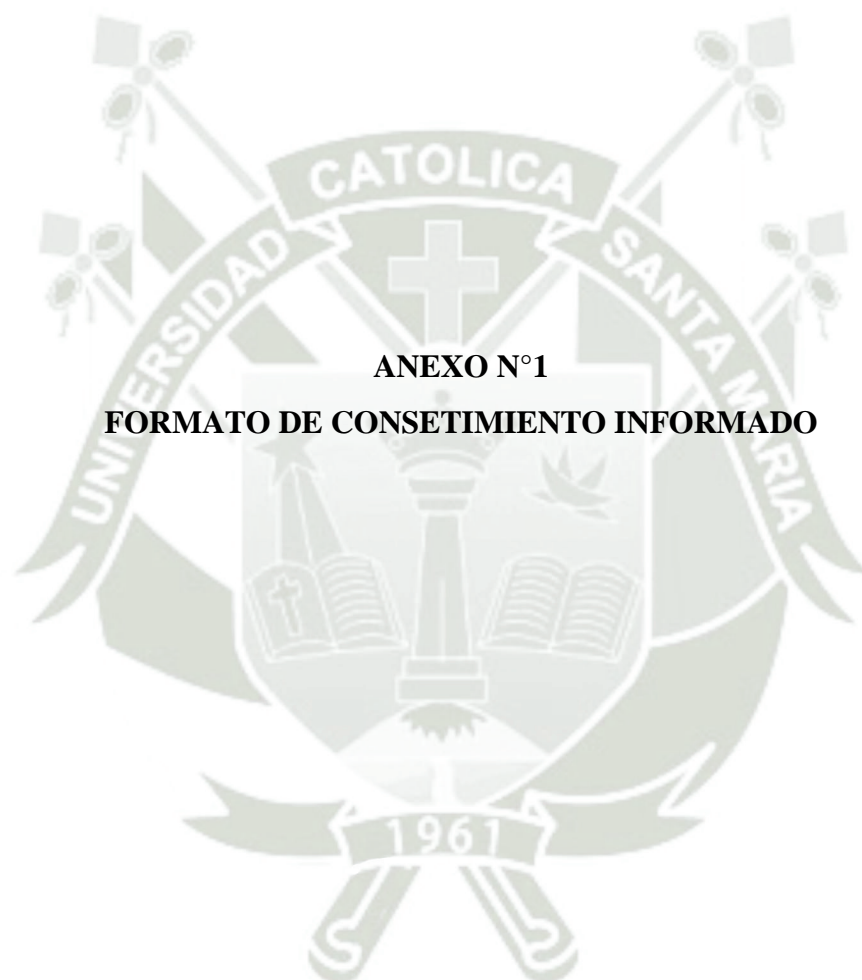 CATOLICA
UNIVERSIDAD
SANTA MARIA
ANEXO N°1
FORMATO DE CONSETIMIENTO INFORMADO
1961